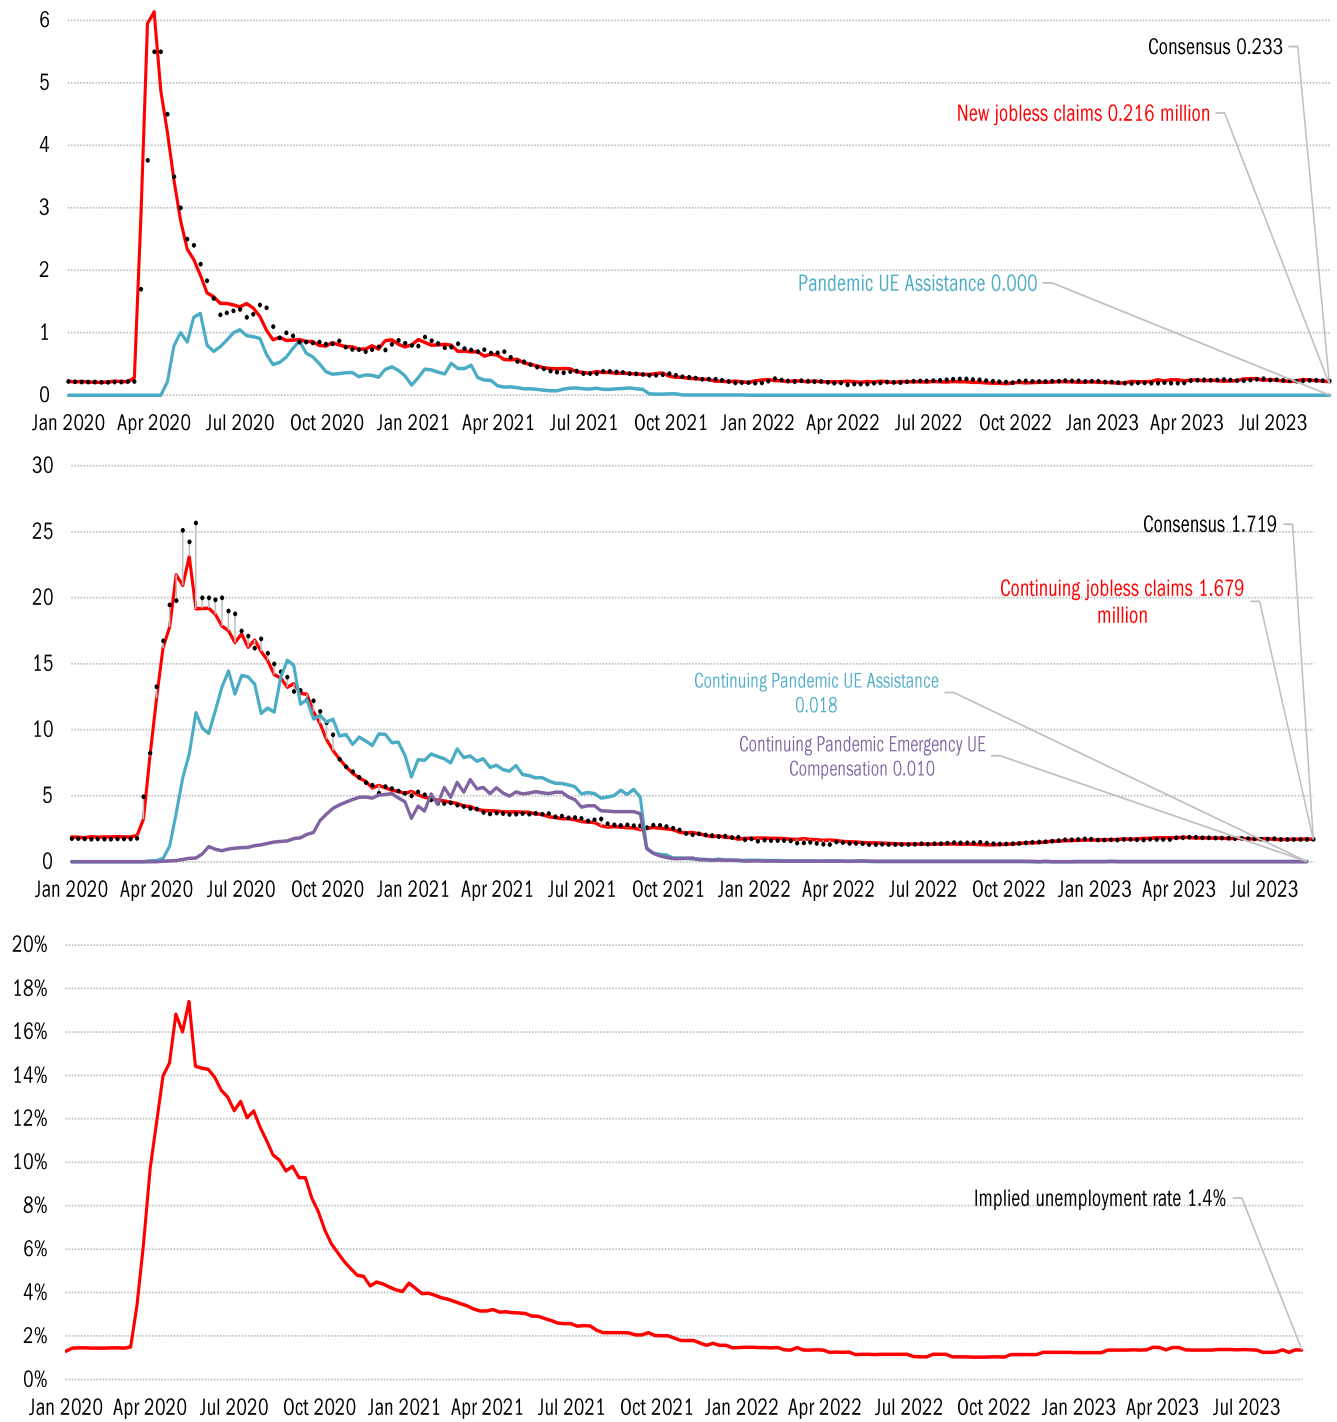 6
Consensus 0.233
5
New jobless claims 0.216 million
4
3
Pandemic UE Assistance 0.000
2
1
0
Jan 2020 Apr 2020 Jul 2020 Oct 2020 Jan 2021 Apr 2021 Jul 2021 Oct 2021 Jan 2022 Apr 2022 Jul 2022 Oct 2022 Jan 2023 Apr 2023 Jul 2023
30
25
Consensus 1.719
20
Continuing jobless claims 1.679
million
15
Continuing Pandemic UE Assistance
0.018
10
Continuing Pandemic Emergency UE
Compensation 0.010
5
0
Jan 2020 Apr 2020 Jul 2020 Oct 2020 Jan 2021 Apr 2021 Jul 2021 Oct 2021 Jan 2022 Apr 2022 Jul 2022 Oct 2022 Jan 2023 Apr 2023 Jul 2023
20%
18%
16%
14%
12%
10%
Implied unemployment rate 1.4%
8%
6%
4%
2%
0%
Jan 2020 Apr 2020 Jul 2020 Oct 2020 Jan 2021 Apr 2021 Jul 2021 Oct 2021 Jan 2022 Apr 2022 Jul 2022 Oct 2022 Jan 2023 Apr 2023 Jul 2023